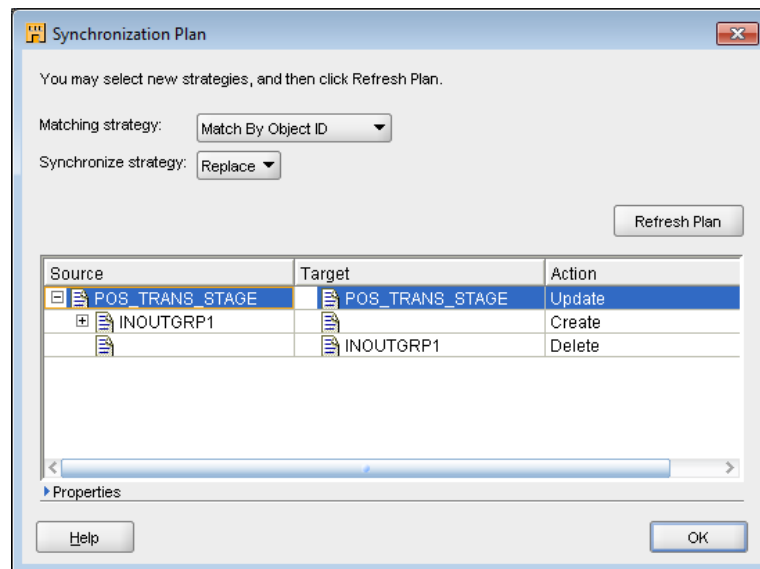 Synchronization Plan
You may select new strategies, and then click Refresh Plan.
Matching strategy: Match By Object ID
Synchronize strategy: Replace
Refresh Plan
Source Target Action
POS_TRANS_STAGE POS_TRANS_STAGE Update
INOUTGRP1 Create
INOUTGRP1 Delete
Properties
Help OK